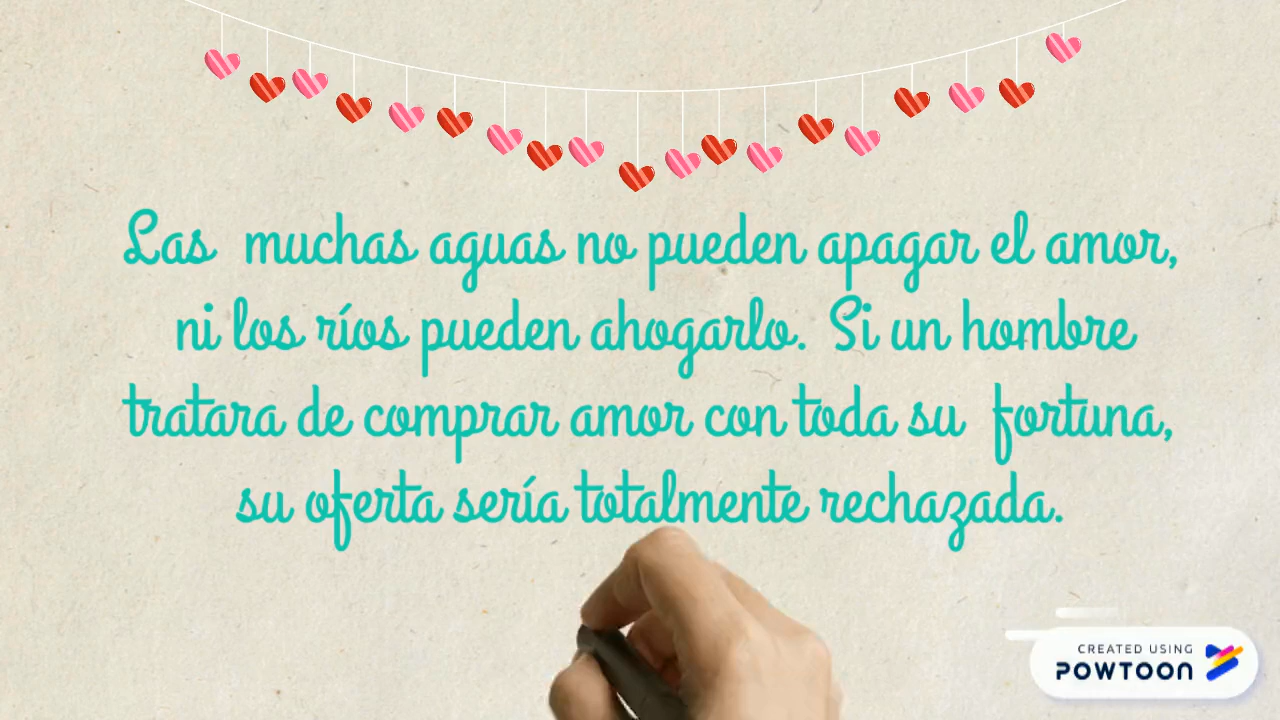 Las muchas aguas no pueden apagar el amor,
ni los ríos pueden ahogarlo. Si un hombre
tratara de comprar amor con toda su fortuna,
su oferta sería totalmente rechazada.
CREATED USING
POWTOON